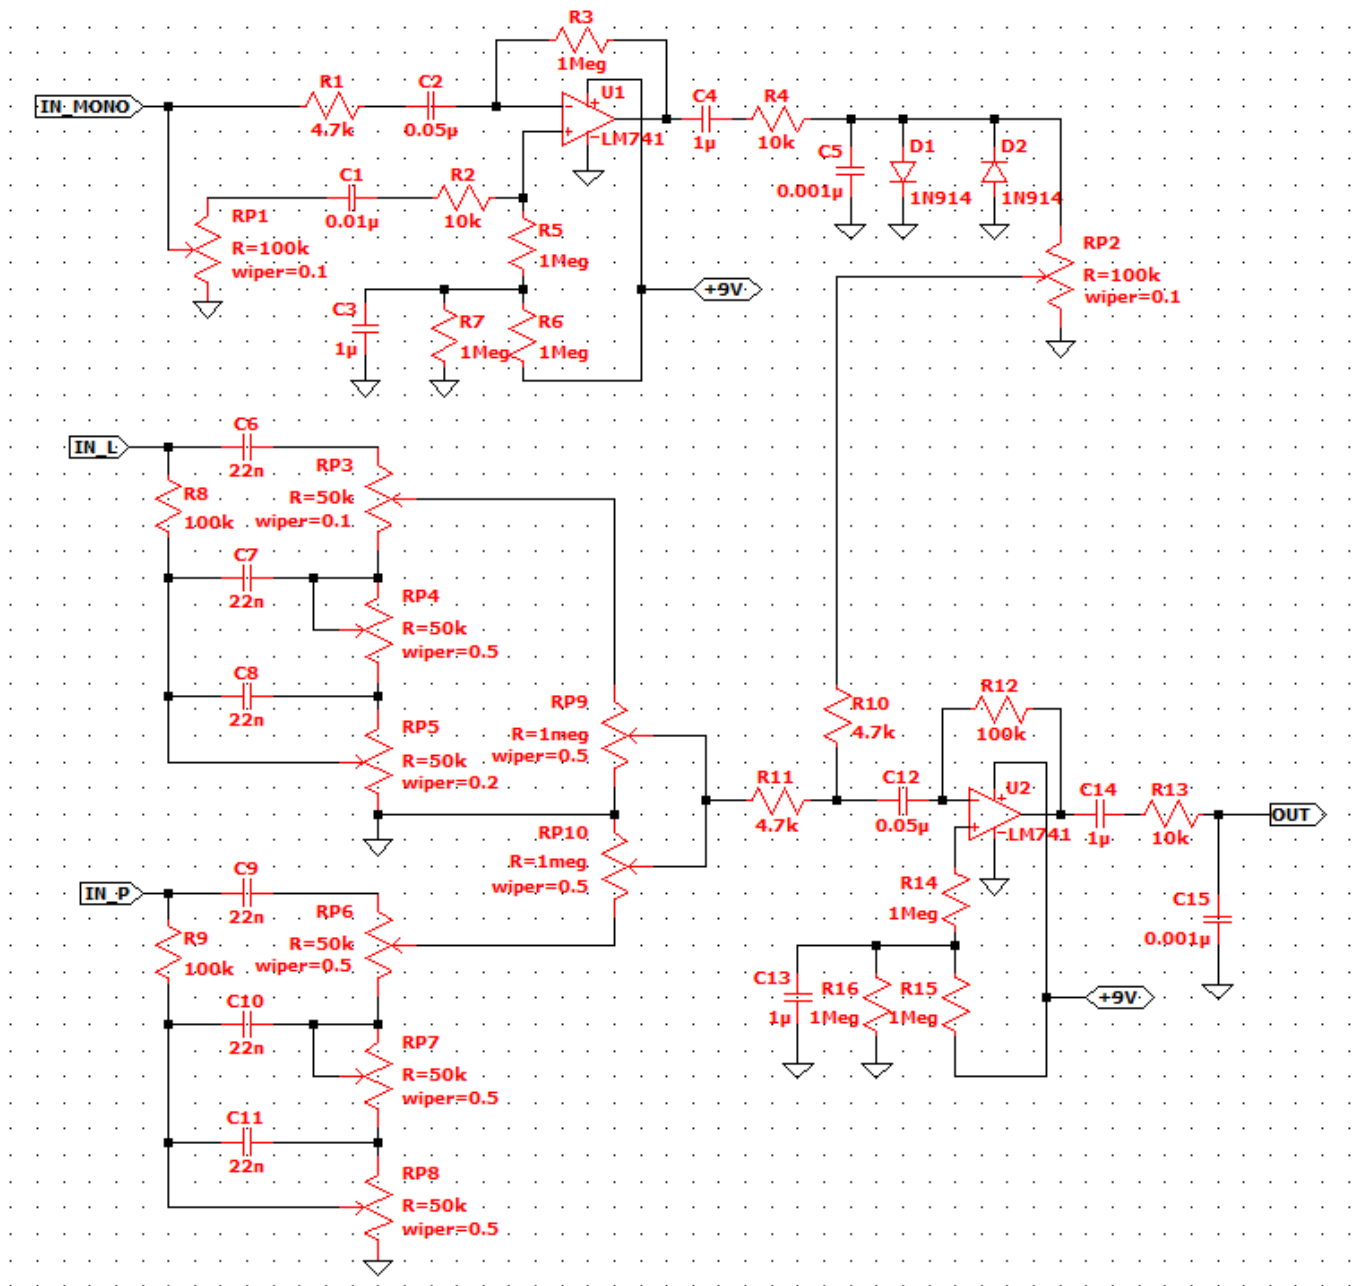 R3
1Meg
IN_MONO
R1
4.7k
C2
0.05µ
U1
LM741
C4
1µ
R4
10k
C5
0.001µ
D1
1N914
D2
1N914
C1
0.01µ
R2
10k
RP1
R=100k
wiper=0.1
R5
1Meg
RP2
R=100k
wiper=0.1
+9V
C3
1µ
R7
1Meg
R6
1Meg
IN_L
C6
22n
RP3
R=50k
wiper=0.1
R8
100k
C7
22n
RP4
R=50k
wiper=0.5
C8
22n
RP5
R=50k
wiper=0.2
RP9
R=1meg
wiper=0.5
R10
4.7k
R12
100k
R11
4.7k
C12
0.05µ
U2
LM741
C14
1µ
R13
10k
OUT
RP10
R=1meg
wiper=0.5
IN_P
C9
22n
RP6
R=50k
wiper=0.5
R9
100k
R14
1Meg
C15
0.001µ
C10
22n
RP7
R=50k
wiper=0.5
C13
1µ
R16
1Meg
R15
1Meg
+9V
C11
22n
RP8
R=50k
wiper=0.5